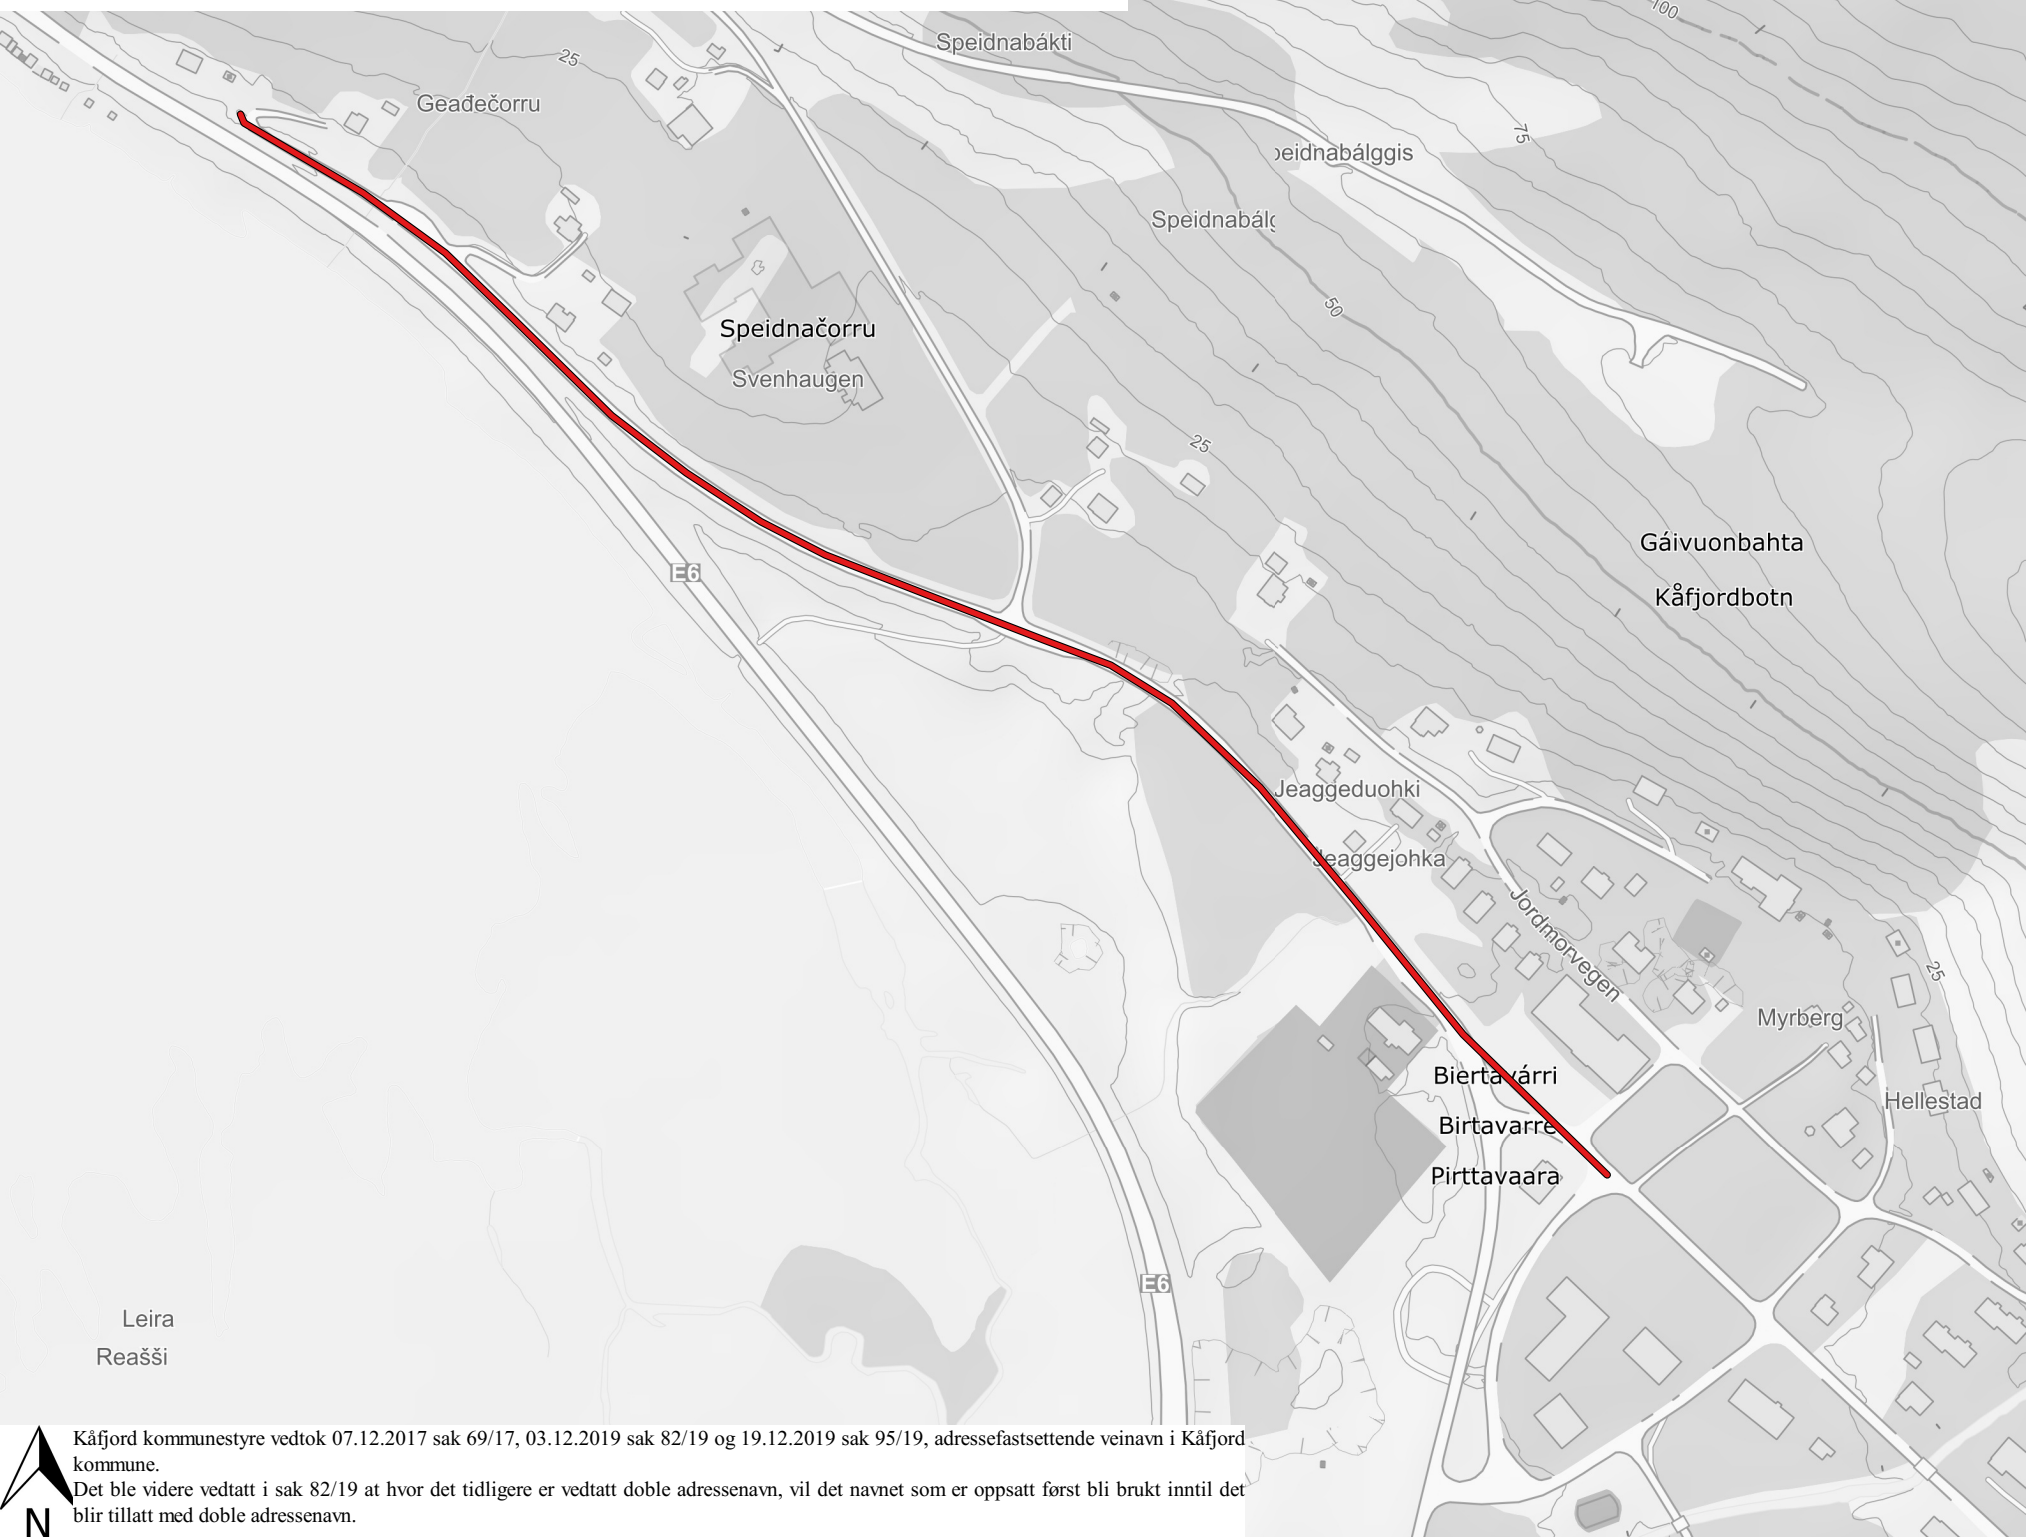 100
Speidnabákti
25
Geađečorru
75
eidnabálggis
Speidnabálg
50
Speidnačorru
Svenhaugen
25
Gáivuonbahta
E6
Kåfjordbotn
Jeaggeduohki
Jeaggejohka
Jordmorvegen
25
Myrberg
Biertavárri
Hellestad
Birtavarre
Pirttavaara
E6
Leira
Reašši
Kåfjord kommunestyre vedtok 07.12.2017 sak 69/17, 03.12.2019 sak 82/19 og 19.12.2019 sak 95/19, adressefastsettende veinavn i Kåfjord
kommune.
Det ble videre vedtatt i sak 82/19 at hvor det tidligere er vedtatt doble adressenavn, vil det navnet som er oppsatt først bli brukt inntil det
blir tillatt med doble adressenavn.
N